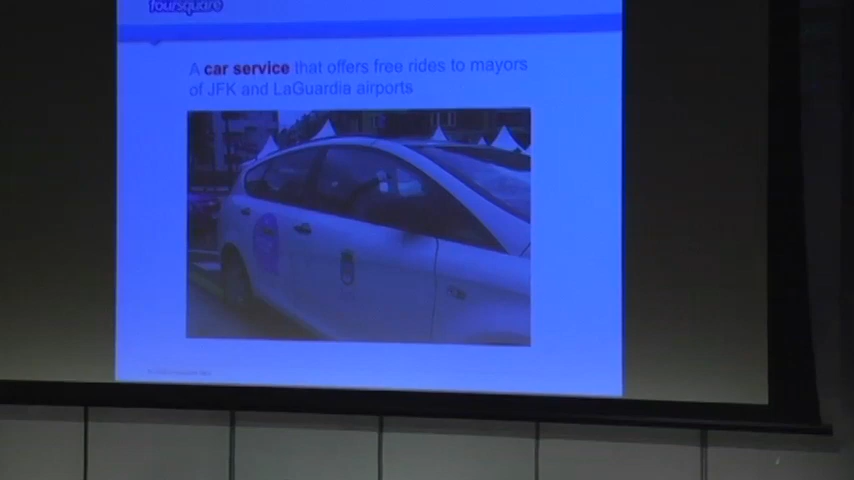 foursquare
A car service that offers free rides to mayors
of JFK and LaGuardia airports